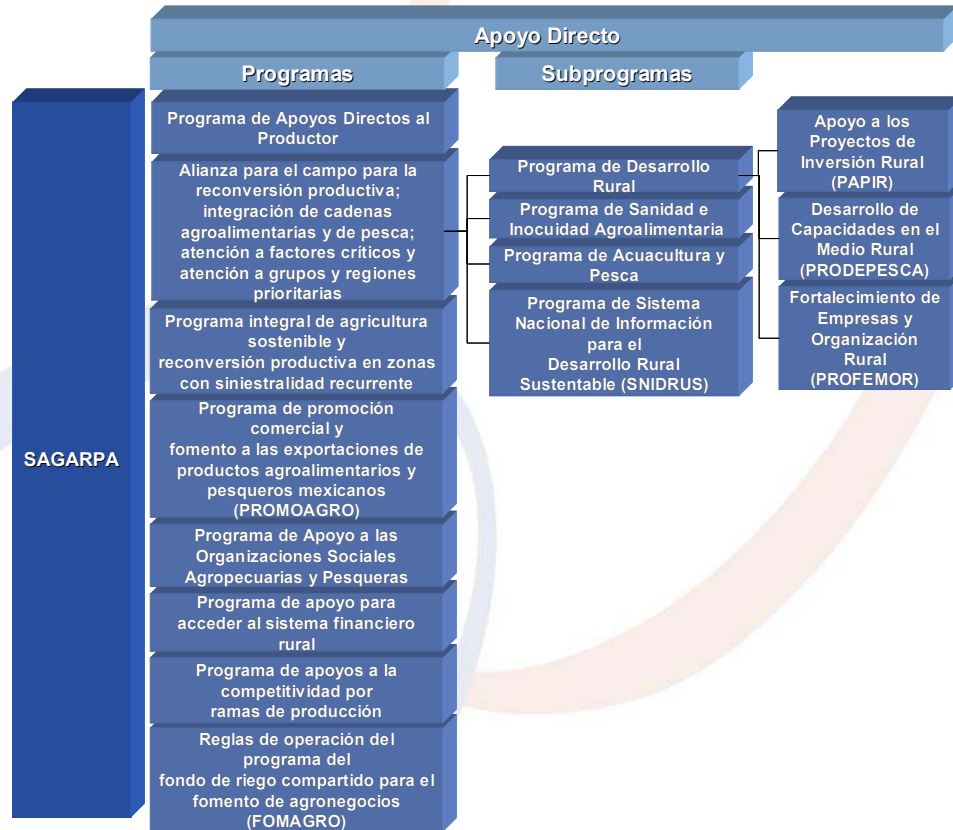 Apoyo Directo
Programas
Subprogramas
SAGARPA
Programa de Apoyos Directos al
Productor
Alianza para el campo para la
reconversión productiva;
integración de cadenas
agroalimentarias y de pesca;
atención a factores críticos y
atención a grupos y regiones
prioritarias
Programa integral de agricultura
sostenible y
reconversión productiva en zonas
con siniestralidad recurrente
Programa de promoción
comercial y
fomento a las exportaciones de
productos agroalimentarios y
pesqueros mexicanos
(PROMOAGRO)
Programa de Apoyo a las
Organizaciones Sociales
Agropecuarias y Pesqueras
Programa de apoyo para
acceder al sistema financiero
rural
Programa de apoyos a la
competitividad por
ramas de producción
Reglas de operación del
programa del
fondo de riego compartido para el
fomento de agronegocios
(FOMAGRO)
Programa de Desarrollo
Rural
Programa de Sanidad e
Inocuidad Agroalimentaria
Programa de Acuacultura y
Pesca
Programa de Sistema
Nacional de Información
para el
Desarrollo Rural
Sustentable (SNIDRUS)
Apoyo a los
Proyectos de
Inversión Rural
(PAPIR)
Desarrollo de
Capacidades en el
Medio Rural
(PRODEPESCA)
Fortalecimiento de
Empresas y
Organización
Rural
(PROFEMOR)